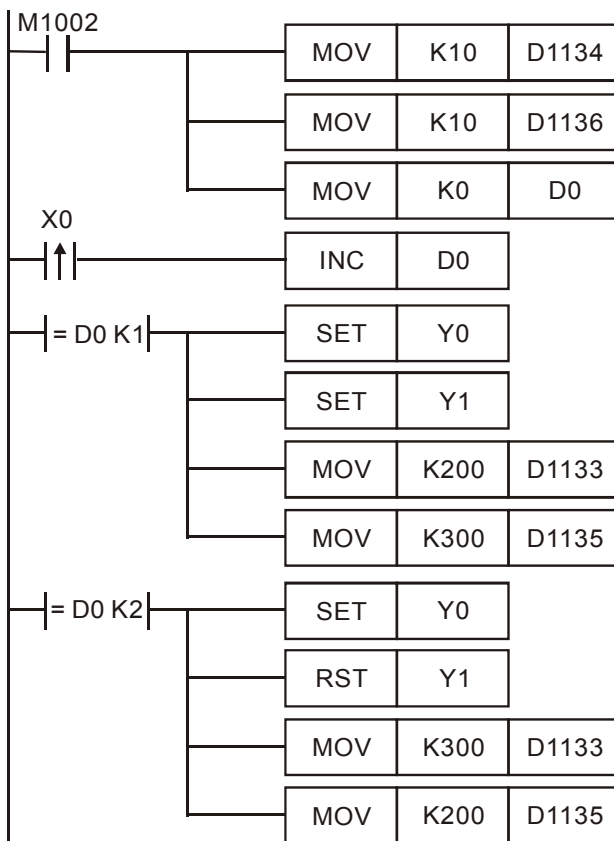 M1002
MOV K10 D1134
MOV K10 D1136
MOV K0 D0
X0
INC D0
= D0 K1
SET Y0
SET Y1
MOV K200 D1133
MOV K300 D1135
= D0 K2
SET Y0
RST Y1
MOV K300 D1133
MOV K200 D1135